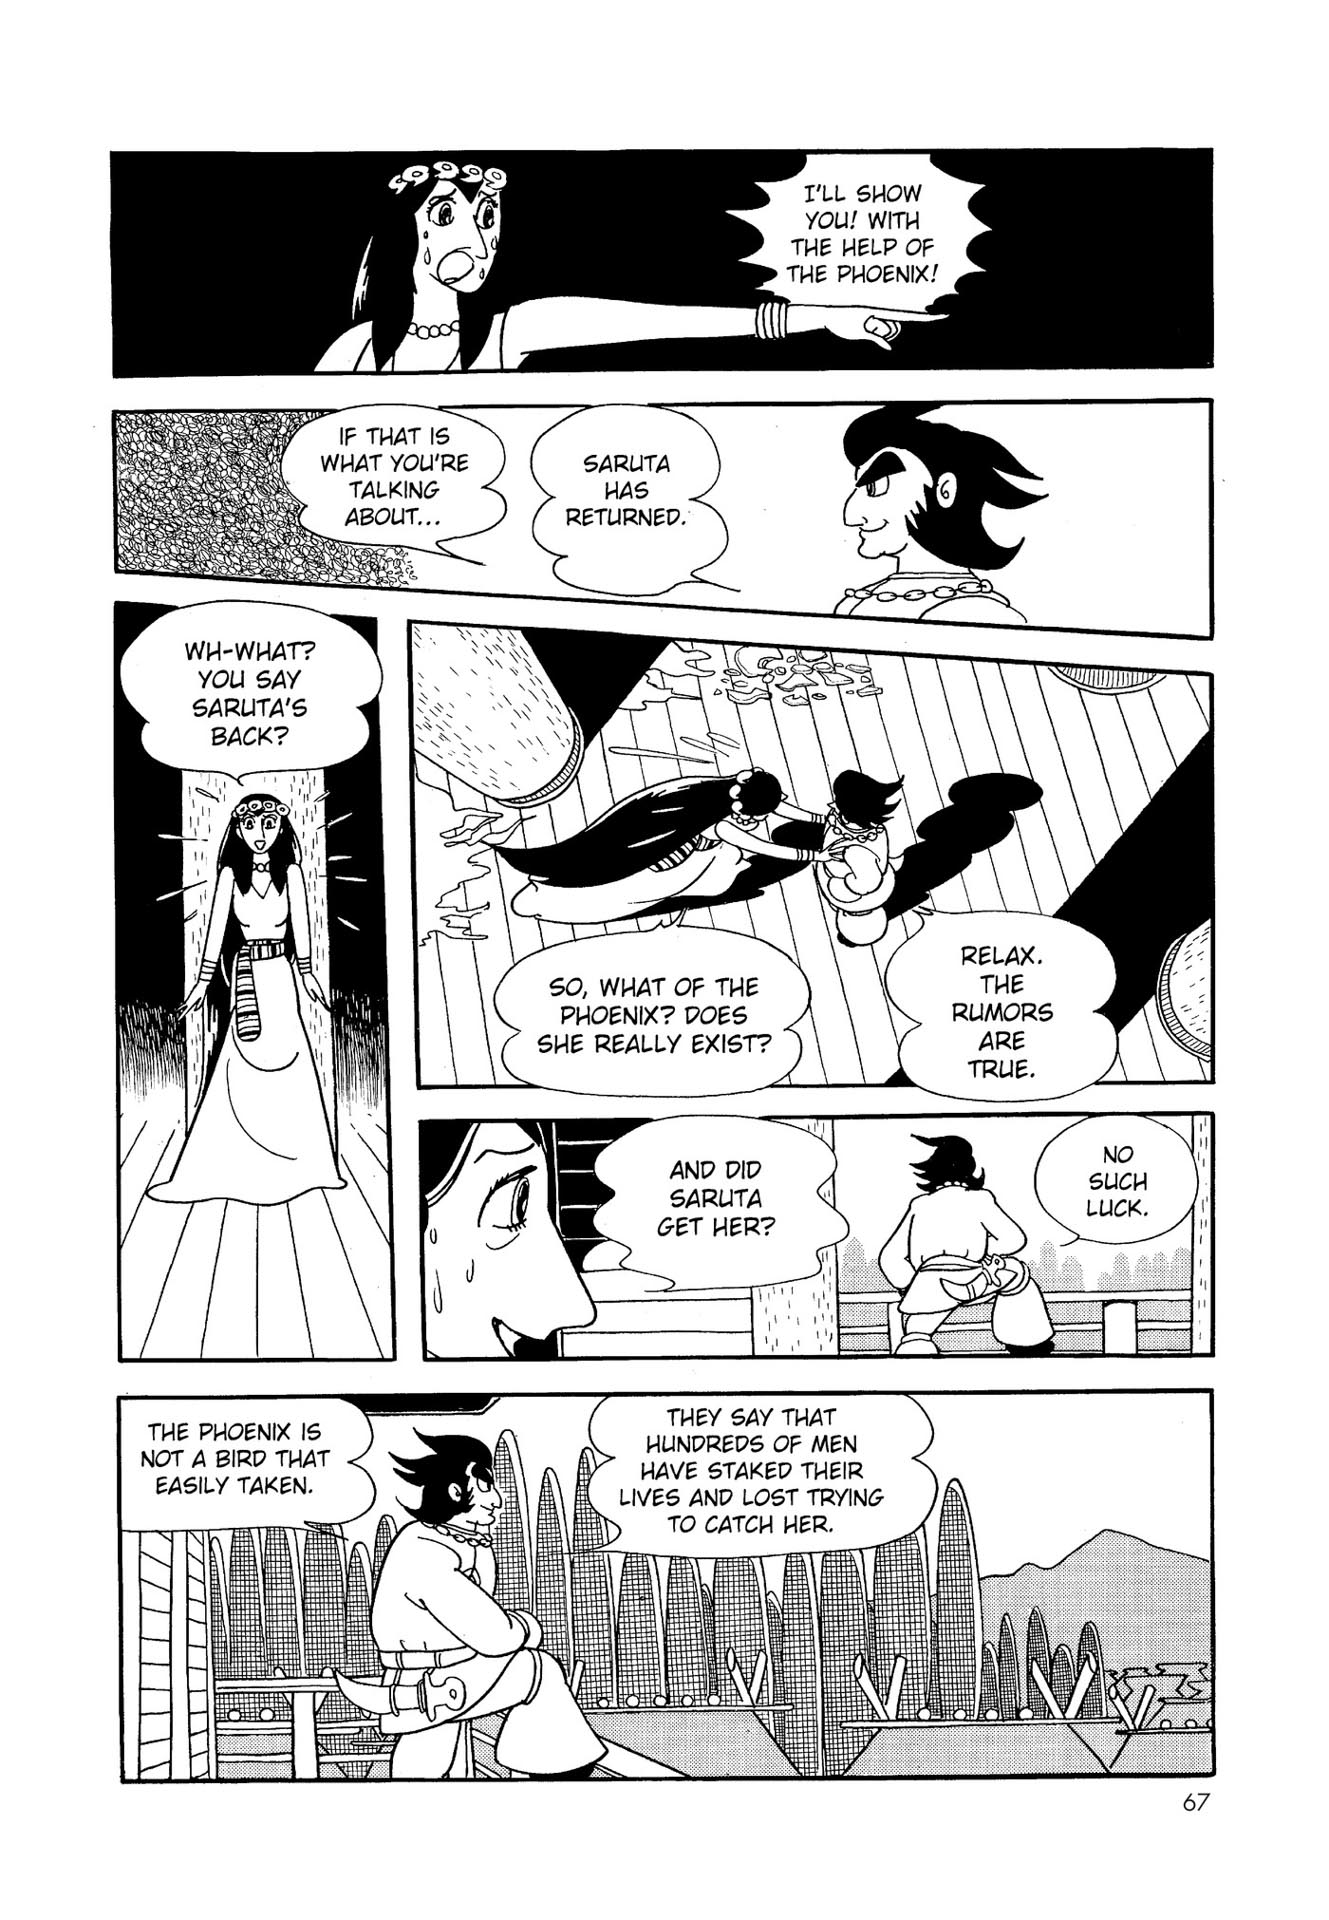 I'LL SHOW
YOU! WITH
THE HELP OF
THE PHOENIX!
IF THAT IS
WHAT YOU'RE
TALKING
ABOUT...
SARUTA
HAS
RETURNED.
WH-WHAT?
YOU SAY
SARUTA'S
BACK?
SO, WHAT OF THE
PHOENIX? DOES
SHE REALLY EXIST?
RELAX.
THE
RUMORS
ARE
TRUE.
AND DID
SARUTA
GET HER?
NO
SUCH
LUCK.
THE PHOENIX IS
NOT A BIRD THAT
EASILY TAKEN.
THEY SAY THAT
HUNDREDS OF MEN
HAVE STAKED THEIR
LIVES AND LOST TRYING
TO CATCH HER.
67